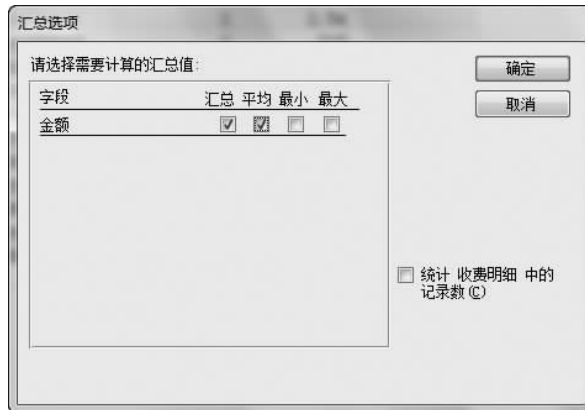 汇总选项
请选择需要计算的汇总值:
确定
取消
字段 汇总 平均 最小 最大
金额
统计 收费明细 中的
记录数(C)